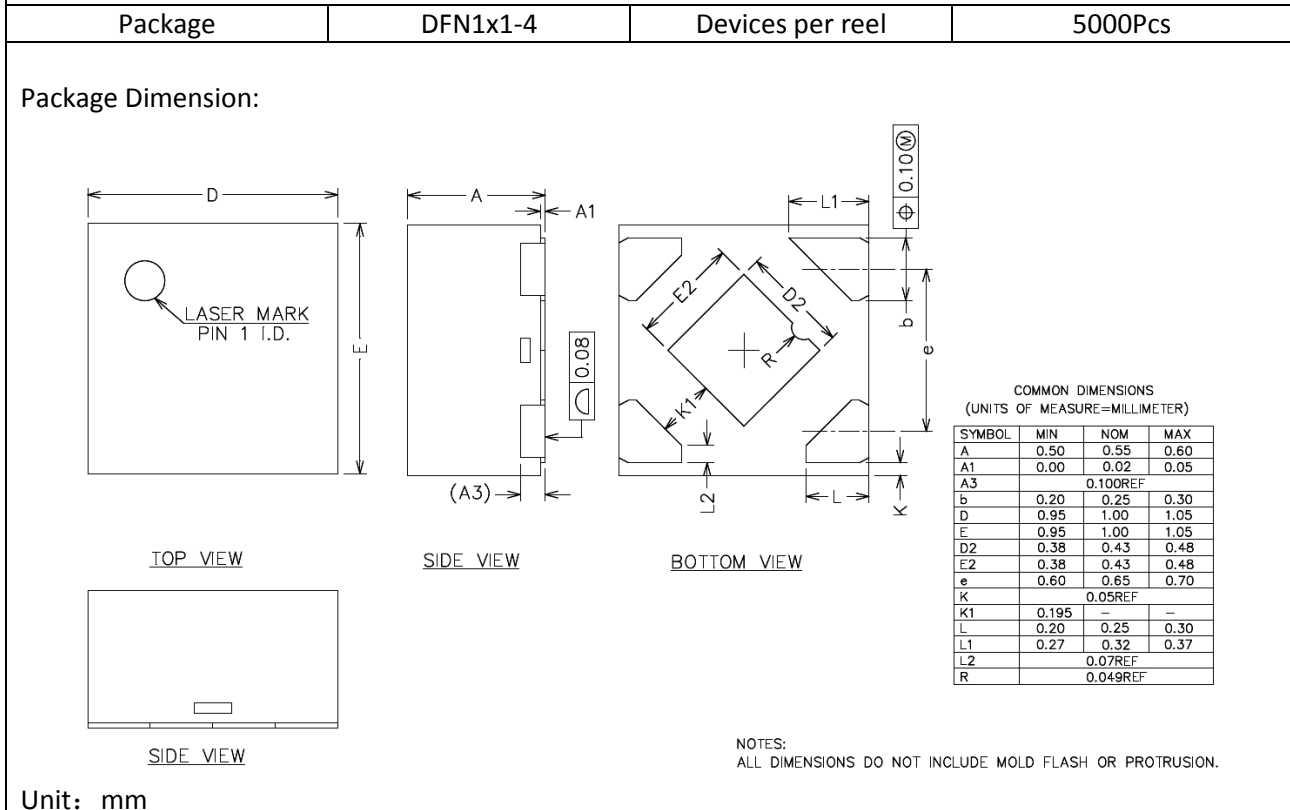 Package DFN1x1-4 Devices per reel 5000Pcs
Package Dimension:
D
A
A1
L1
⌖ 0.10 Ⓜ
LASER MARK
PIN 1 I.D.
E
⌓ 0.08
E2
D2
R
b
e
K1
(A3)
L2
L
K
TOP VIEW
SIDE VIEW
BOTTOM VIEW
SIDE VIEW
COMMON DIMENSIONS
(UNITS OF MEASURE=MILLIMETER)
SYMBOL MIN NOM MAX
A 0.50 0.55 0.60
A1 0.00 0.02 0.05
A3 0.100REF
b 0.20 0.25 0.30
D 0.95 1.00 1.05
E 0.95 1.00 1.05
D2 0.38 0.43 0.48
E2 0.38 0.43 0.48
e 0.60 0.65 0.70
K 0.05REF
K1 0.195 – –
L 0.20 0.25 0.30
L1 0.27 0.32 0.37
L2 0.07REF
R 0.049REF
NOTES:
ALL DIMENSIONS DO NOT INCLUDE MOLD FLASH OR PROTRUSION.
Unit：mm